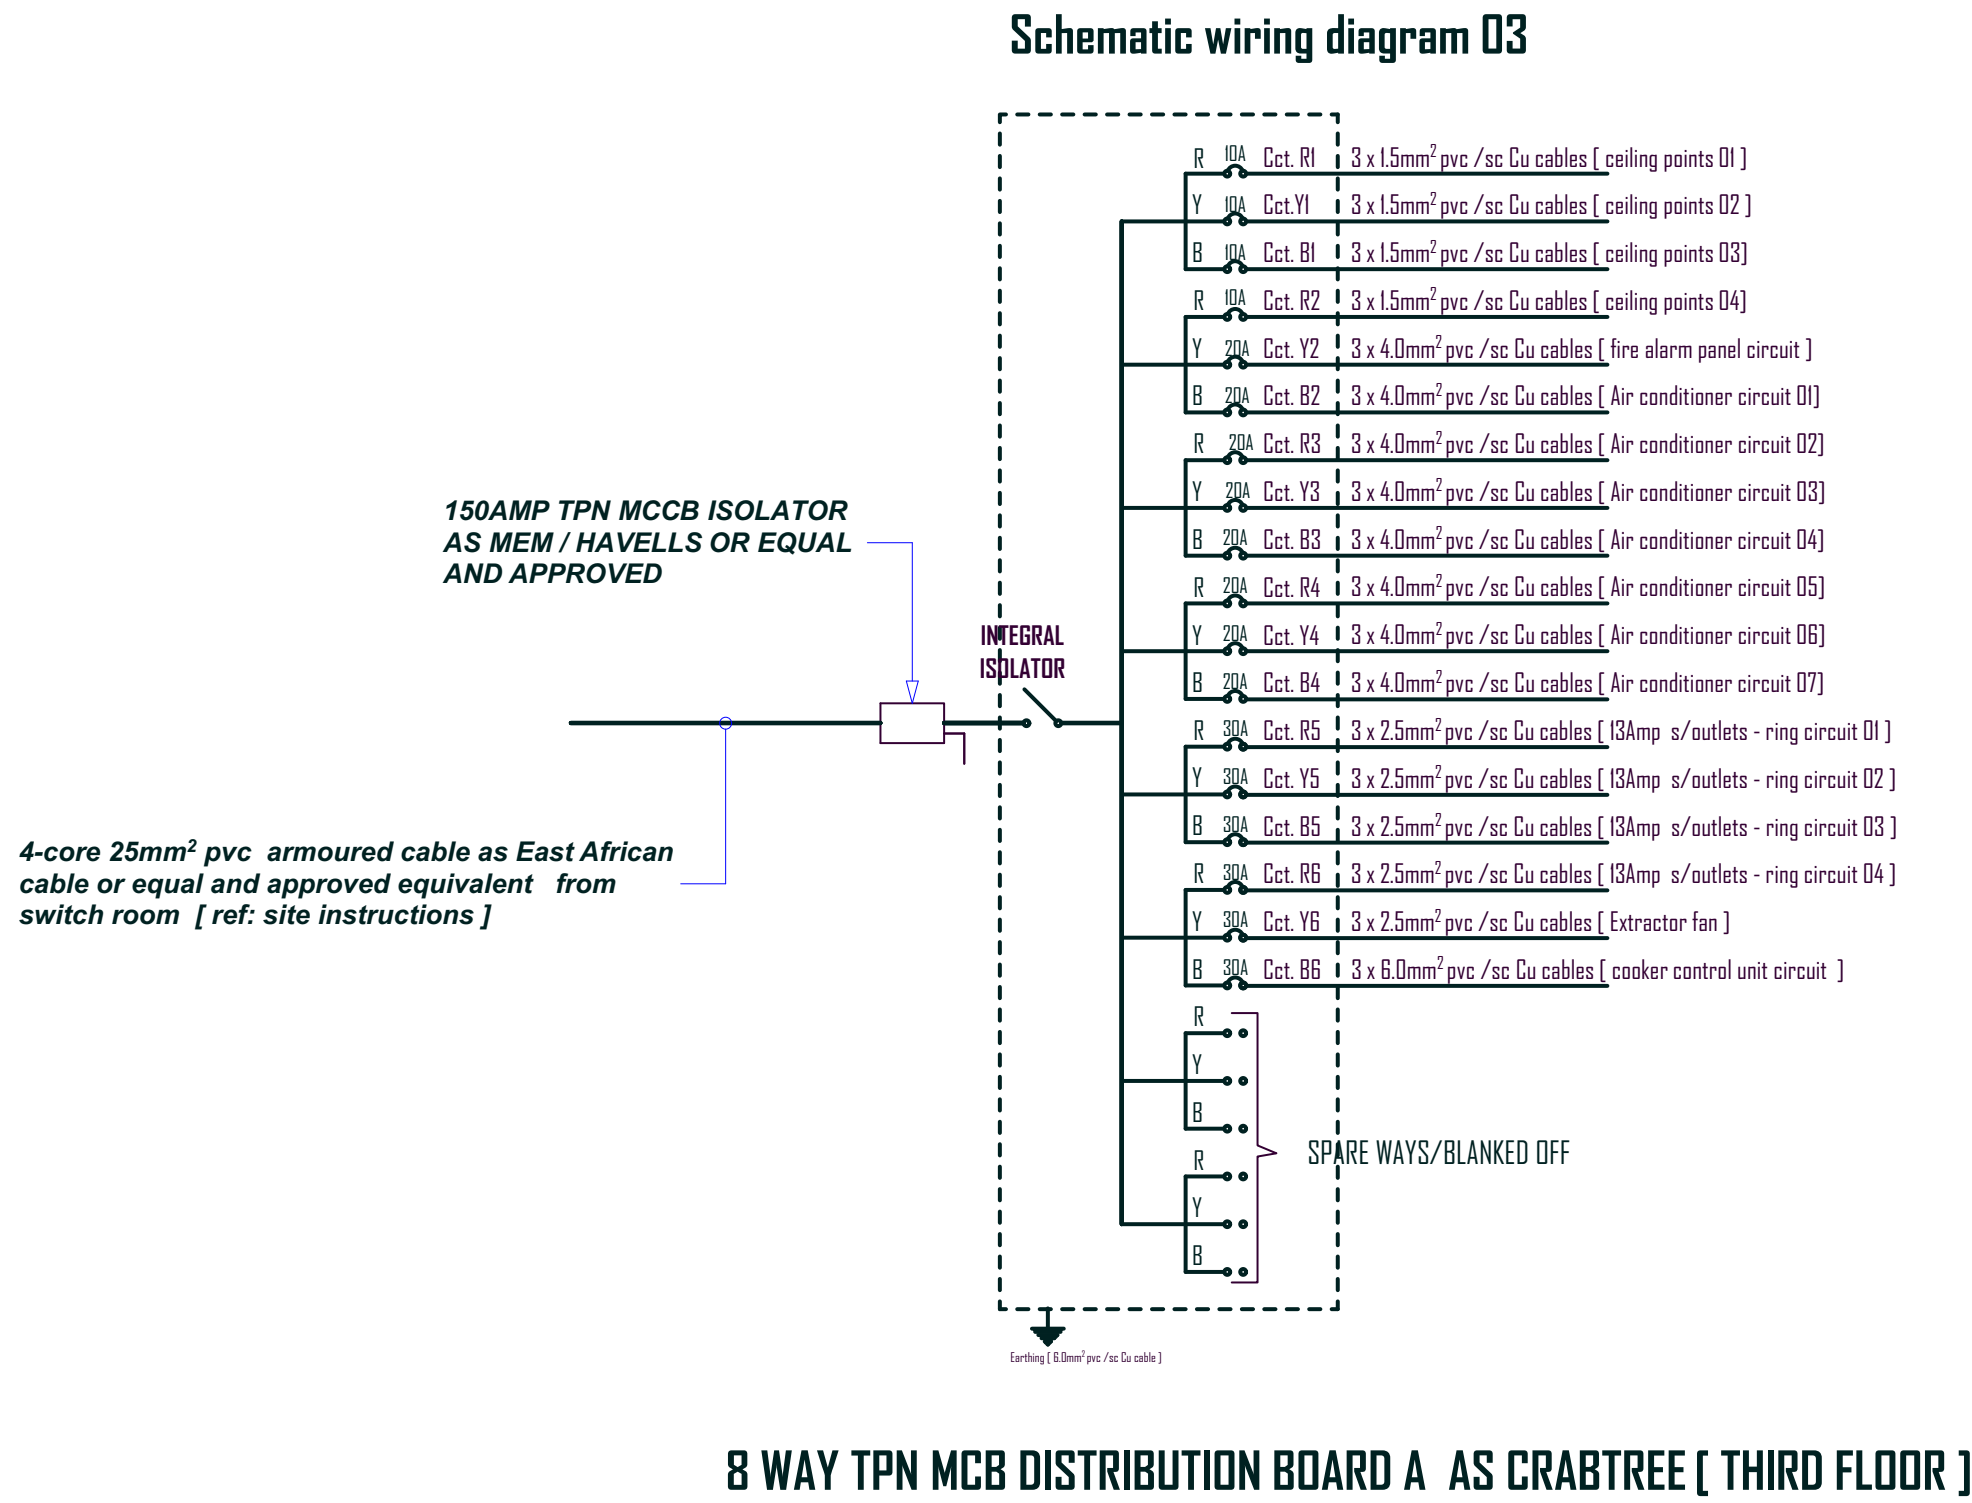 Schematic wiring diagram 03
R 10A Cct. R1 3 x 1.5mm² pvc /sc Cu cables [ ceiling points 01 ]
Y 10A Cct.Y1 3 x 1.5mm² pvc /sc Cu cables [ ceiling points 02 ]
B 10A Cct. B1 3 x 1.5mm² pvc /sc Cu cables [ ceiling points 03]
R 10A Cct. R2 3 x 1.5mm² pvc /sc Cu cables [ ceiling points 04]
Y 20A Cct. Y2 3 x 4.0mm² pvc /sc Cu cables [ fire alarm panel circuit ]
B 20A Cct. B2 3 x 4.0mm² pvc /sc Cu cables [ Air conditioner circuit 01]
R 20A Cct. R3 3 x 4.0mm² pvc /sc Cu cables [ Air conditioner circuit 02]
Y 20A Cct. Y3 3 x 4.0mm² pvc /sc Cu cables [ Air conditioner circuit 03]
B 20A Cct. B3 3 x 4.0mm² pvc /sc Cu cables [ Air conditioner circuit 04]
R 20A Cct. R4 3 x 4.0mm² pvc /sc Cu cables [ Air conditioner circuit 05]
Y 20A Cct. Y4 3 x 4.0mm² pvc /sc Cu cables [ Air conditioner circuit 06]
B 20A Cct. B4 3 x 4.0mm² pvc /sc Cu cables [ Air conditioner circuit 07]
R 30A Cct. R5 3 x 2.5mm² pvc /sc Cu cables [ 13Amp s/outlets - ring circuit 01 ]
Y 30A Cct. Y5 3 x 2.5mm² pvc /sc Cu cables [ 13Amp s/outlets - ring circuit 02 ]
B 30A Cct. B5 3 x 2.5mm² pvc /sc Cu cables [ 13Amp s/outlets - ring circuit 03 ]
R 30A Cct. R6 3 x 2.5mm² pvc /sc Cu cables [ 13Amp s/outlets - ring circuit 04 ]
Y 30A Cct. Y6 3 x 2.5mm² pvc /sc Cu cables [ Extractor fan ]
B 30A Cct. B6 3 x 6.0mm² pvc /sc Cu cables [ cooker control unit circuit ]
R
Y
B
R
Y
B
SPARE WAYS/BLANKED OFF
150AMP TPN MCCB ISOLATOR
AS MEM / HAVELLS OR EQUAL
AND APPROVED
INTEGRAL
ISOLATOR
4-core 25mm² pvc armoured cable as East African
cable or equal and approved equivalent from
switch room [ ref: site instructions ]
Earthing [ 6.0mm² pvc /sc Cu cable ]
8 WAY TPN MCB DISTRIBUTION BOARD A AS CRABTREE [ THIRD FLOOR ]